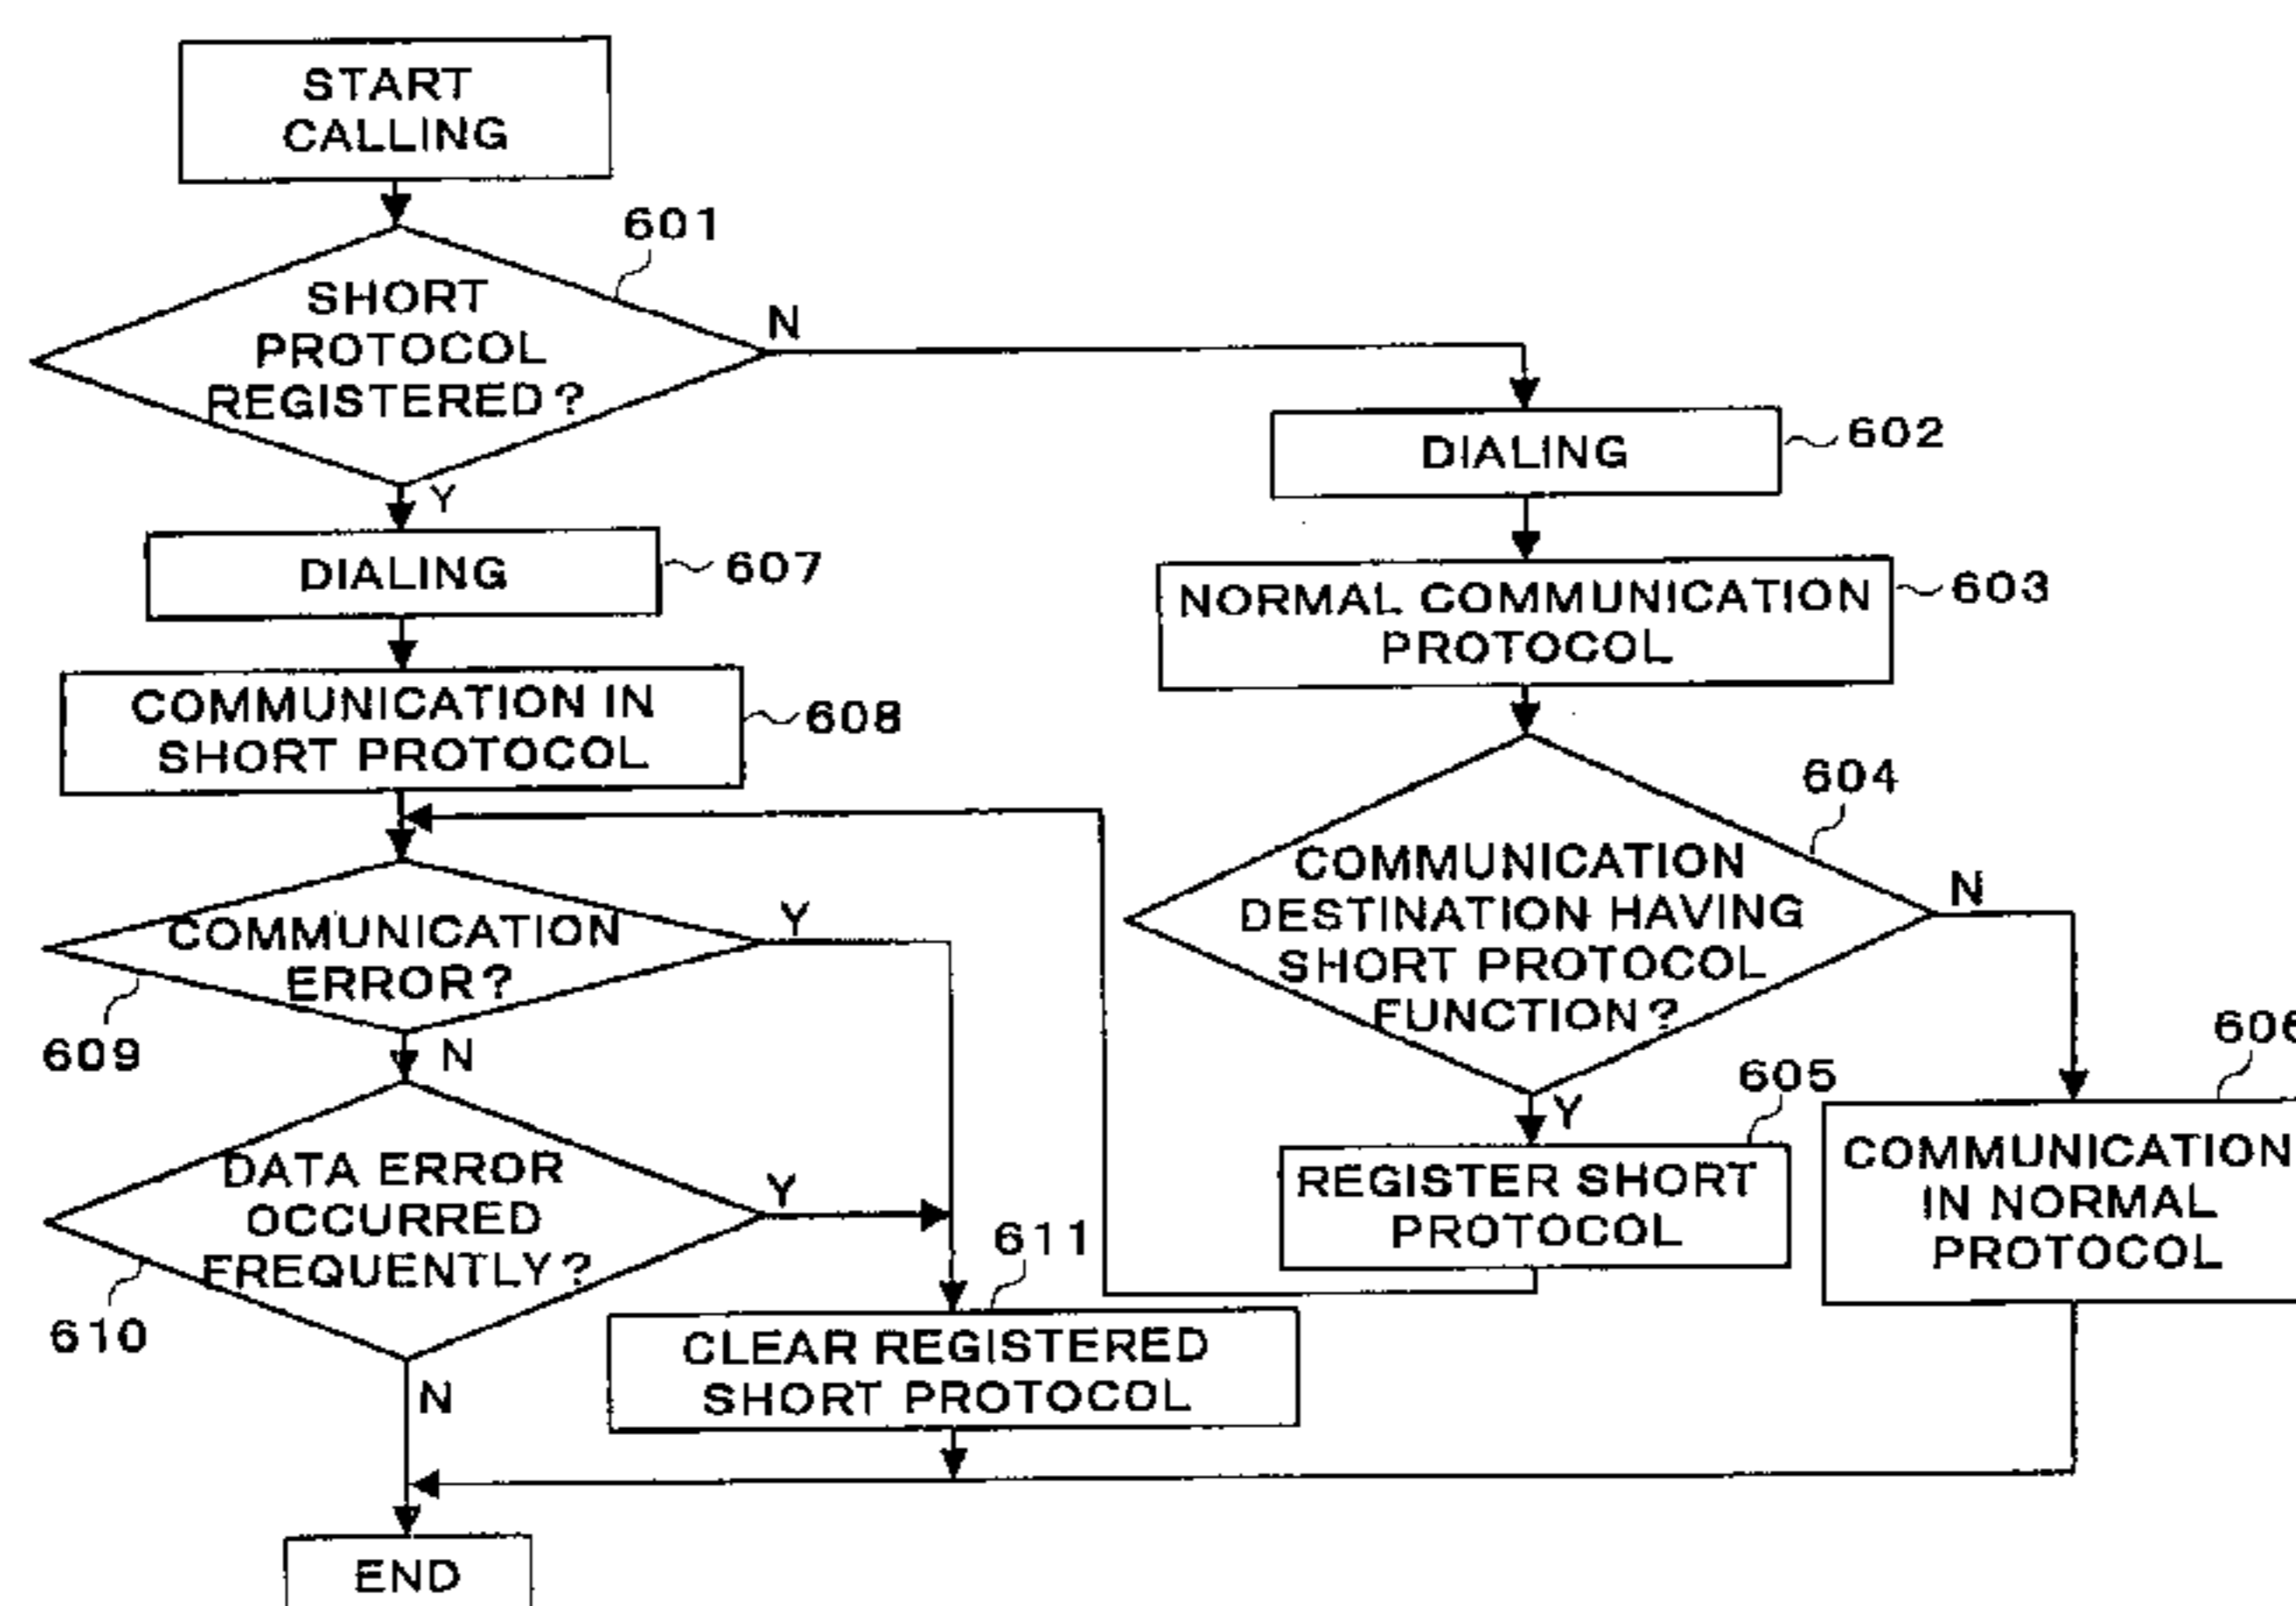 START
CALLING
601
SHORT
PROTOCOL
REGISTERED?
N
Y
DIALING
602
DIALING
607
NORMAL COMMUNICATION
PROTOCOL
603
COMMUNICATION IN
SHORT PROTOCOL
608
604
COMMUNICATION
DESTINATION HAVING
SHORT PROTOCOL
FUNCTION?
N
Y
COMMUNICATION
ERROR?
Y
609
N
606
605
REGISTER SHORT
PROTOCOL
COMMUNICATION
IN NORMAL
PROTOCOL
DATA ERROR
OCCURRED
FREQUENTLY?
Y
610
N
611
CLEAR REGISTERED
SHORT PROTOCOL
END